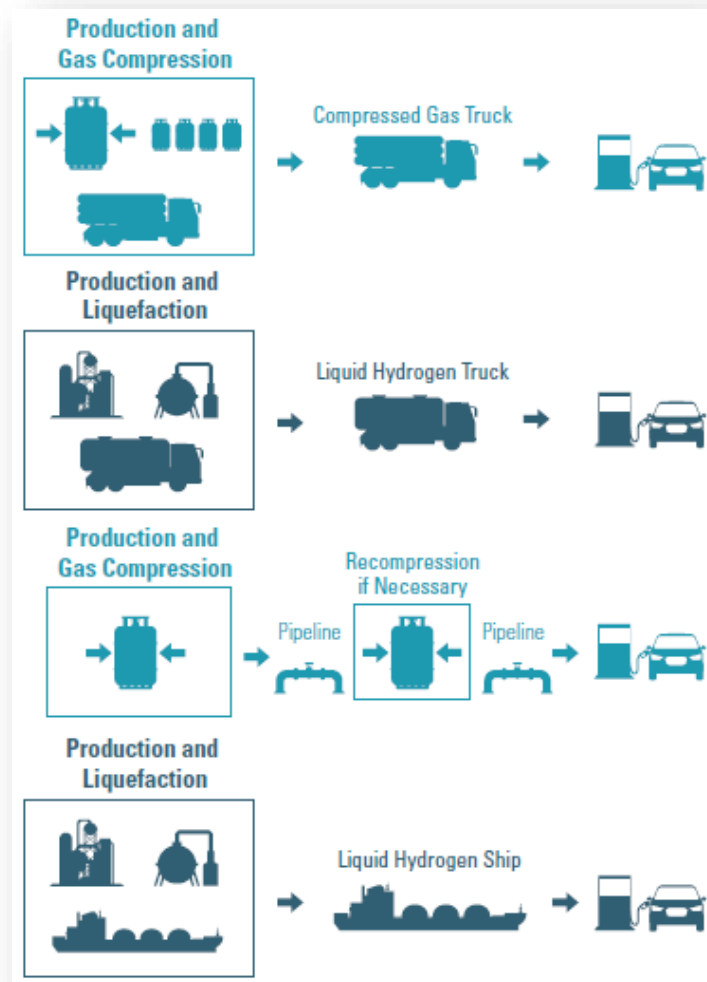 Production and
Gas Compression
Compressed Gas Truck
Production and
Liquefaction
Liquid Hydrogen Truck
Production and
Gas Compression
Recompression
if Necessary
Pipeline
Pipeline
Production and
Liquefaction
Liquid Hydrogen Ship